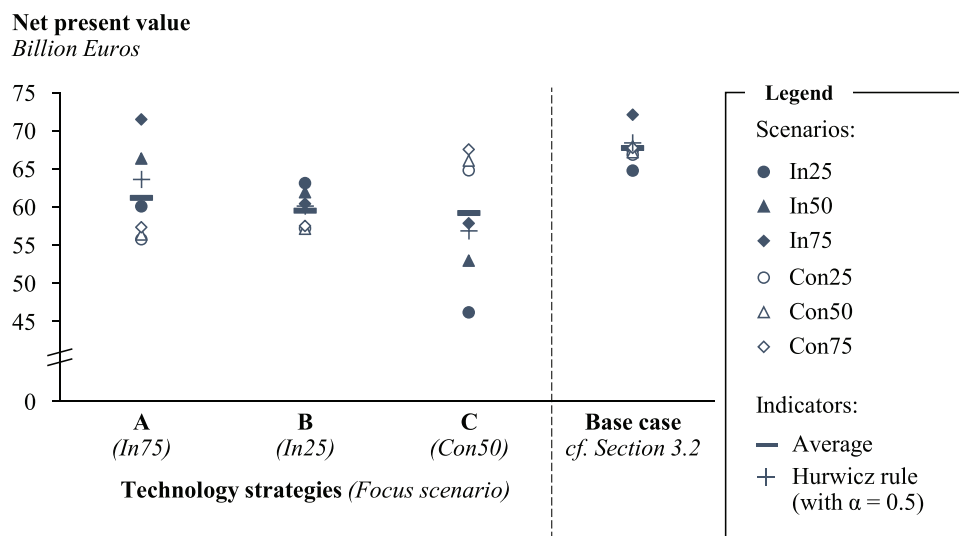 Net present value
Billion Euros
75
70
65
60
55
50
45
0
A
(In75)
B
(In25)
C
(Con50)
Base case
cf. Section 3.2
Technology strategies (Focus scenario)
Legend
Scenarios:
In25
In50
In75
Con25
Con50
Con75
Indicators:
Average
Hurwicz rule
(with α = 0.5)